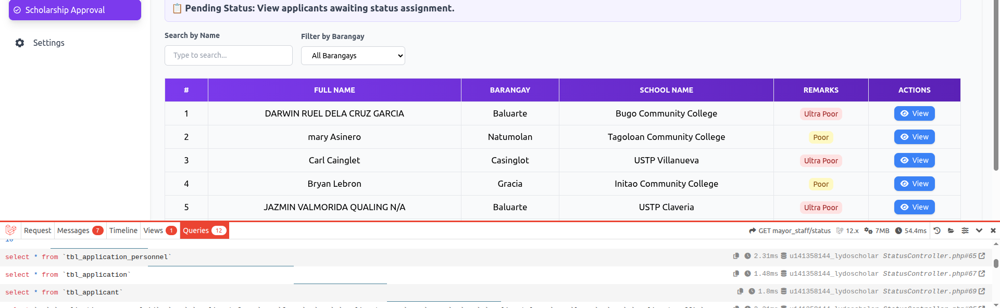 Scholarship Approval
📋 Pending Status: View applicants awaiting status assignment.
Settings
Search by Name
Filter by Barangay
Type to search...
All Barangays
# FULL NAME BARANGAY SCHOOL NAME REMARKS ACTIONS
1 DARWIN RUEL DELA CRUZ GARCIA Baluarte Bugo Community College Ultra Poor View
2 mary Asinero Natumolan Tagoloan Community College Poor View
3 Carl Cainglet Casinglot USTP Villanueva Ultra Poor View
4 Bryan Lebron Gracia Initao Community College Poor View
5 JAZMIN VALMORIDA QUALING N/A Baluarte USTP Claveria Ultra Poor View
Request Messages 7 Timeline Views 1 Queries 12 GET mayor_staff/status 12.x 7MB 54.4ms
10
select * from `tbl_application_personnel` 2.31ms u141358144_lydoscholar StatusController.php#65
select * from `tbl_application` 1.48ms u141358144_lydoscholar StatusController.php#67
select * from `tbl_applicant` 1.8ms u141358144_lydoscholar StatusController.php#69